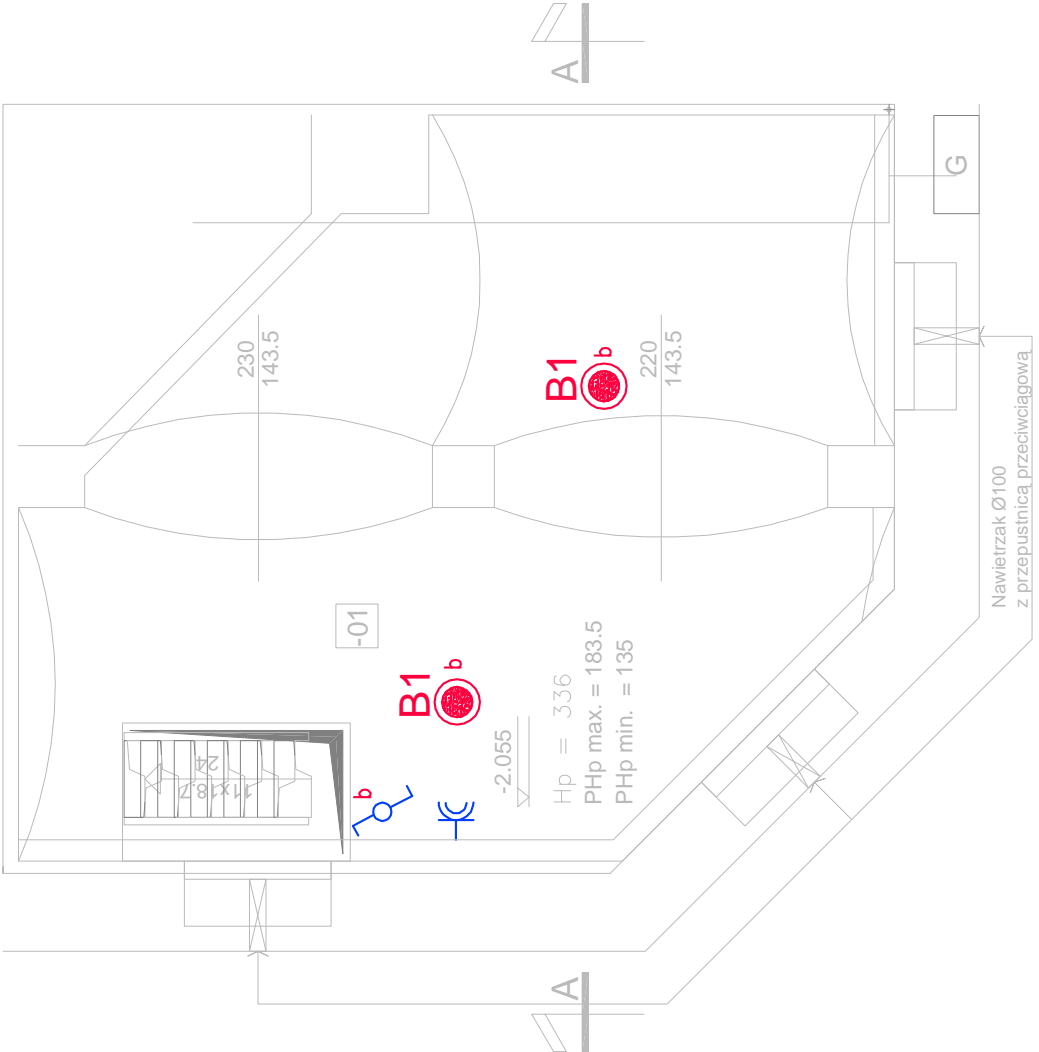 A
G
230
143.5
B1
b
220
143.5
Nawietrzak Ø100
z przepustnicą przeciwciągową
-01
B1
b
-2.055
Hp = 336
PHp max. = 183.5
PHp min. = 135
11x18.7
24
b
A